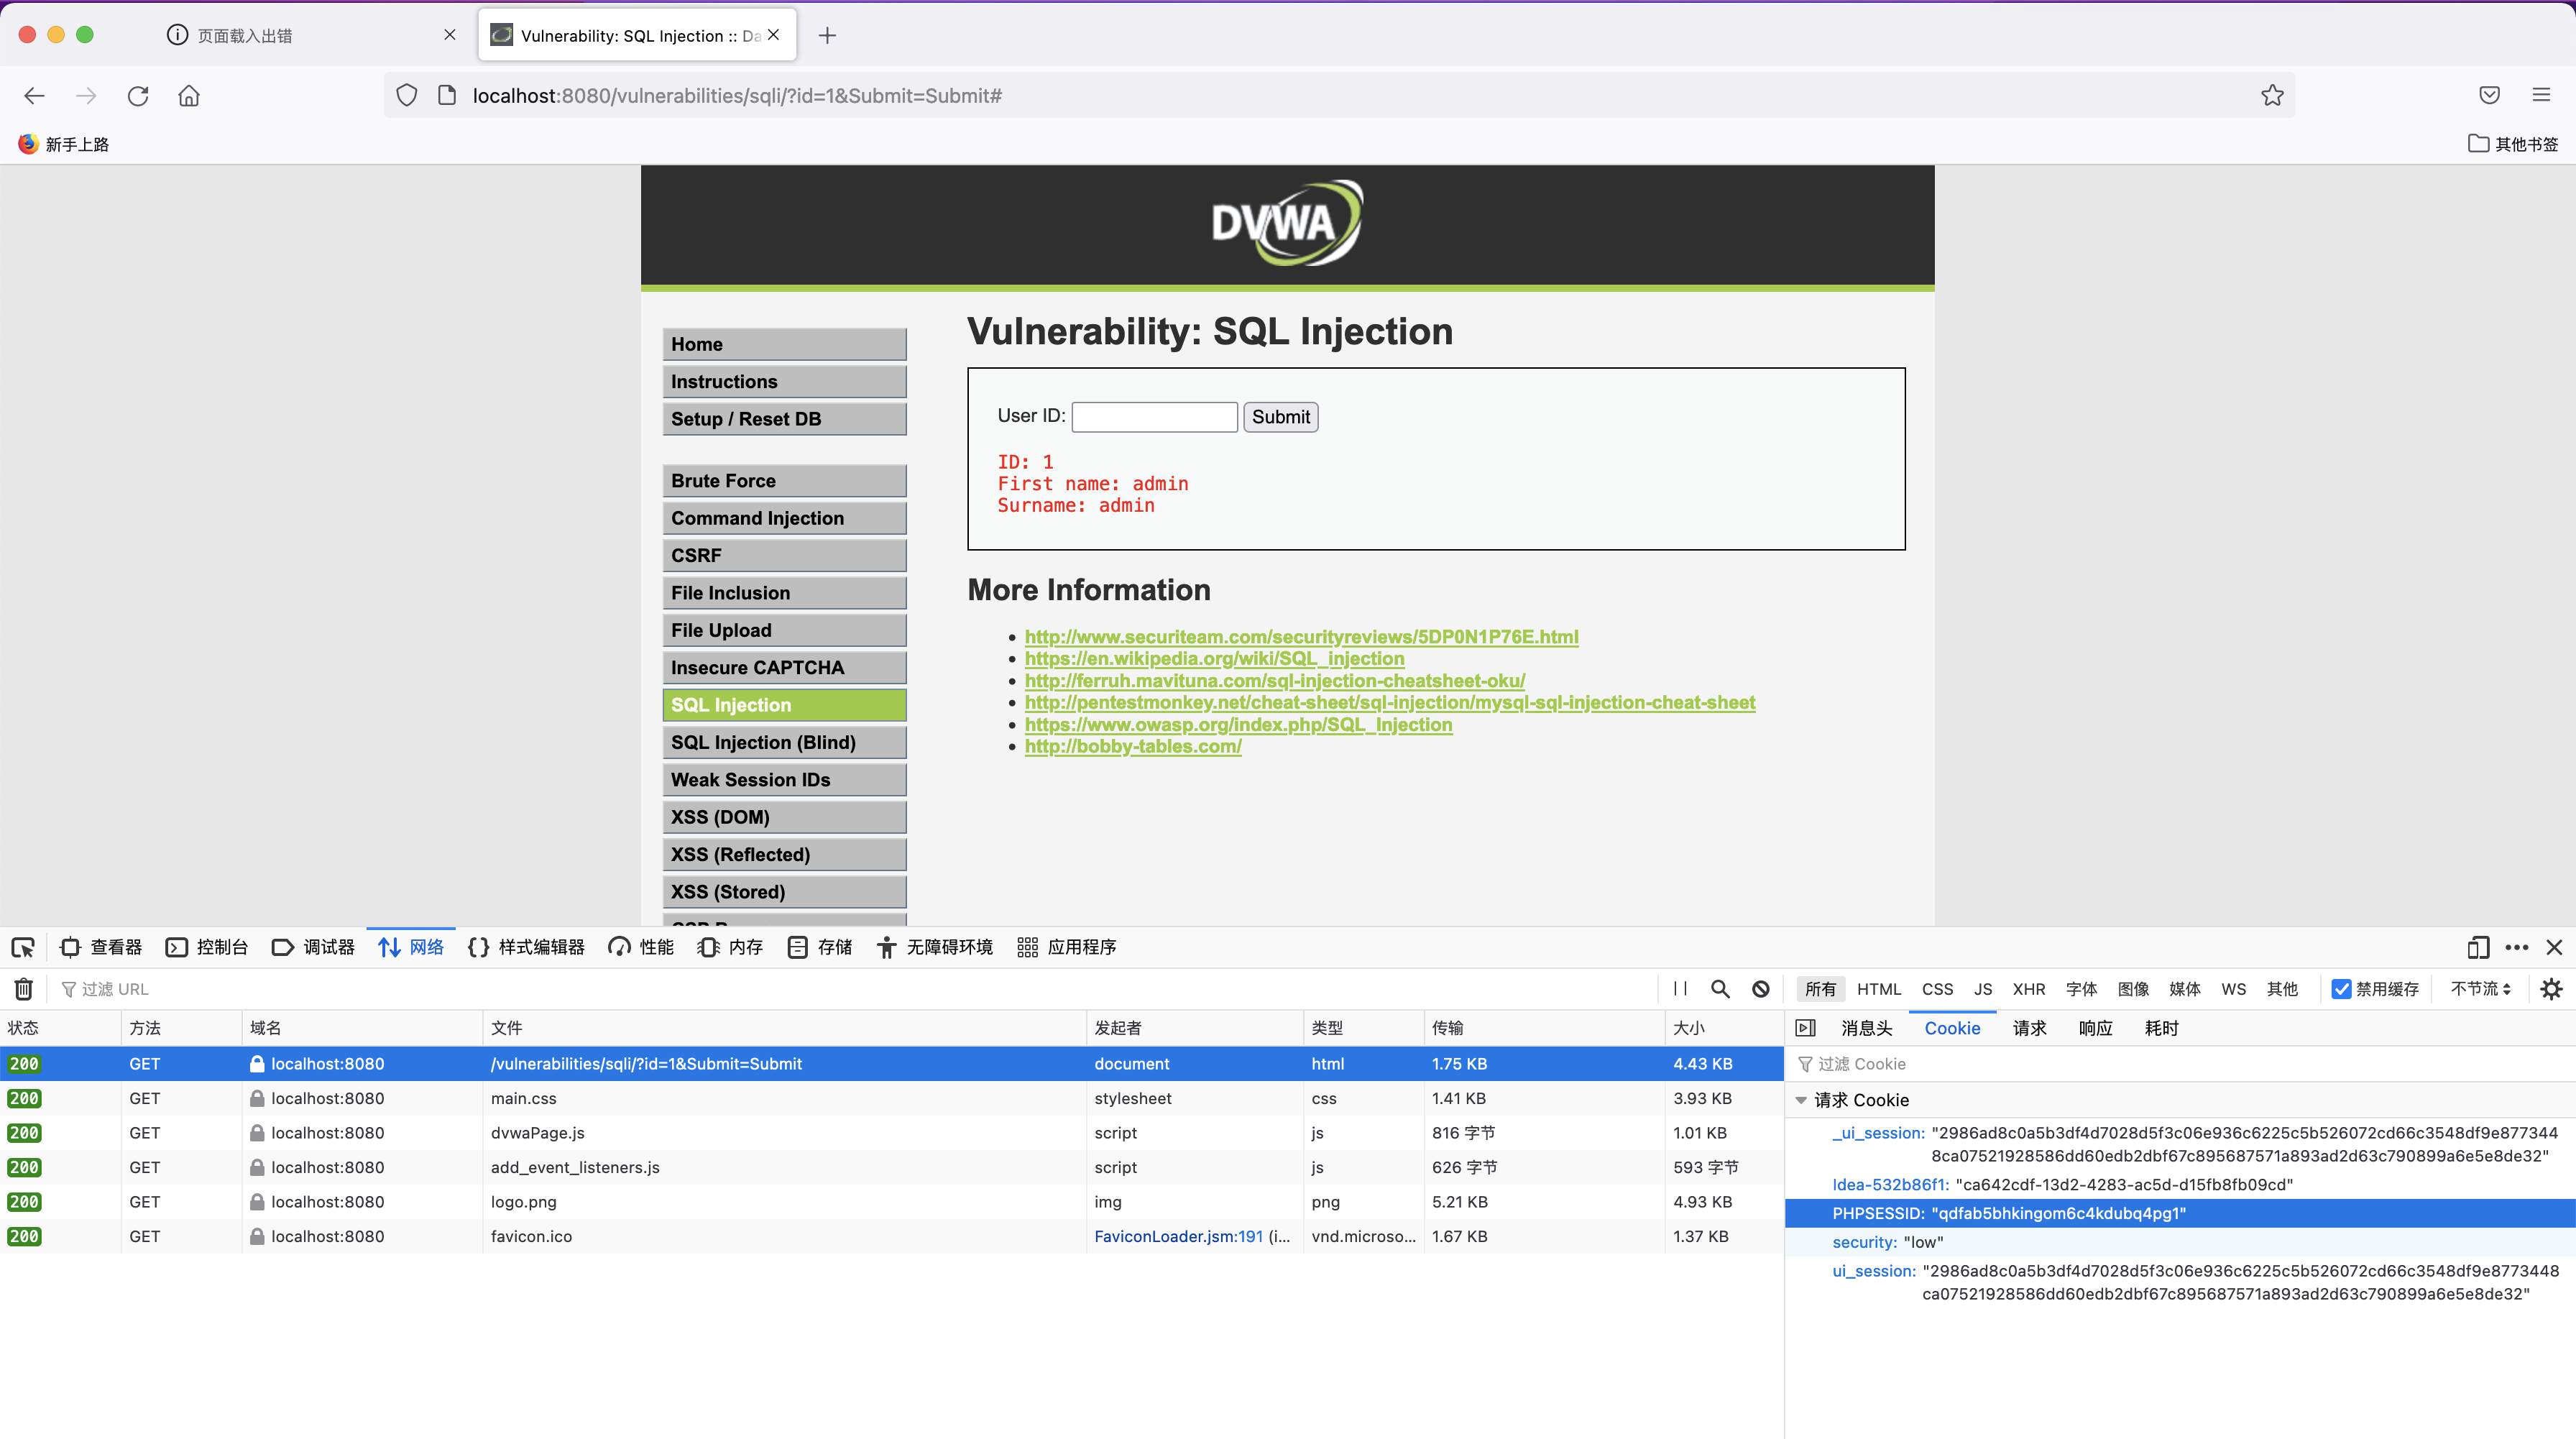 页面载入出错
Vulnerability: SQL Injection :: Da
localhost:8080/vulnerabilities/sqli/?id=1&Submit=Submit#
新手上路
其他书签
DVWA
Home
Instructions
Setup / Reset DB
Brute Force
Command Injection
CSRF
File Inclusion
File Upload
Insecure CAPTCHA
SQL Injection
SQL Injection (Blind)
Weak Session IDs
XSS (DOM)
XSS (Reflected)
XSS (Stored)
Vulnerability: SQL Injection
User ID: Submit
ID: 1
First name: admin
Surname: admin
More Information
http://www.securiteam.com/securityreviews/5DP0N1P76E.html
https://en.wikipedia.org/wiki/SQL_injection
http://ferruh.mavituna.com/sql-injection-cheatsheet-oku/
http://pentestmonkey.net/cheat-sheet/sql-injection/mysql-sql-injection-cheat-sheet
https://www.owasp.org/index.php/SQL_Injection
http://bobby-tables.com/
查看器 控制台 调试器 网络 样式编辑器 性能 内存 存储 无障碍环境 应用程序
过滤 URL
所有 HTML CSS JS XHR 字体 图像 媒体 WS 其他 禁用缓存 不节流
状态 方法 域名 文件 发起者 类型 传输 大小
200 GET localhost:8080 /vulnerabilities/sqli/?id=1&Submit=Submit document html 1.75 KB 4.43 KB
200 GET localhost:8080 main.css stylesheet css 1.41 KB 3.93 KB
200 GET localhost:8080 dvwaPage.js script js 816 字节 1.01 KB
200 GET localhost:8080 add_event_listeners.js script js 626 字节 593 字节
200 GET localhost:8080 logo.png img png 5.21 KB 4.93 KB
200 GET localhost:8080 favicon.ico FaviconLoader.jsm:191 (i... vnd.microso... 1.67 KB 1.37 KB
消息头 Cookie 请求 响应 耗时
过滤 Cookie
请求 Cookie
_ui_session: "2986ad8c0a5b3df4d7028d5f3c06e936c6225c5b526072cd66c3548df9e877344
8ca07521928586dd60edb2dbf67c895687571a893ad2d63c790899a6e5e8de32"
Idea-532b86f1: "ca642cdf-13d2-4283-ac5d-d15fb8fb09cd"
PHPSESSID: "qdfab5bhkingom6c4kdubq4pg1"
security: "low"
ui_session: "2986ad8c0a5b3df4d7028d5f3c06e936c6225c5b526072cd66c3548df9e8773448
ca07521928586dd60edb2dbf67c895687571a893ad2d63c790899a6e5e8de32"